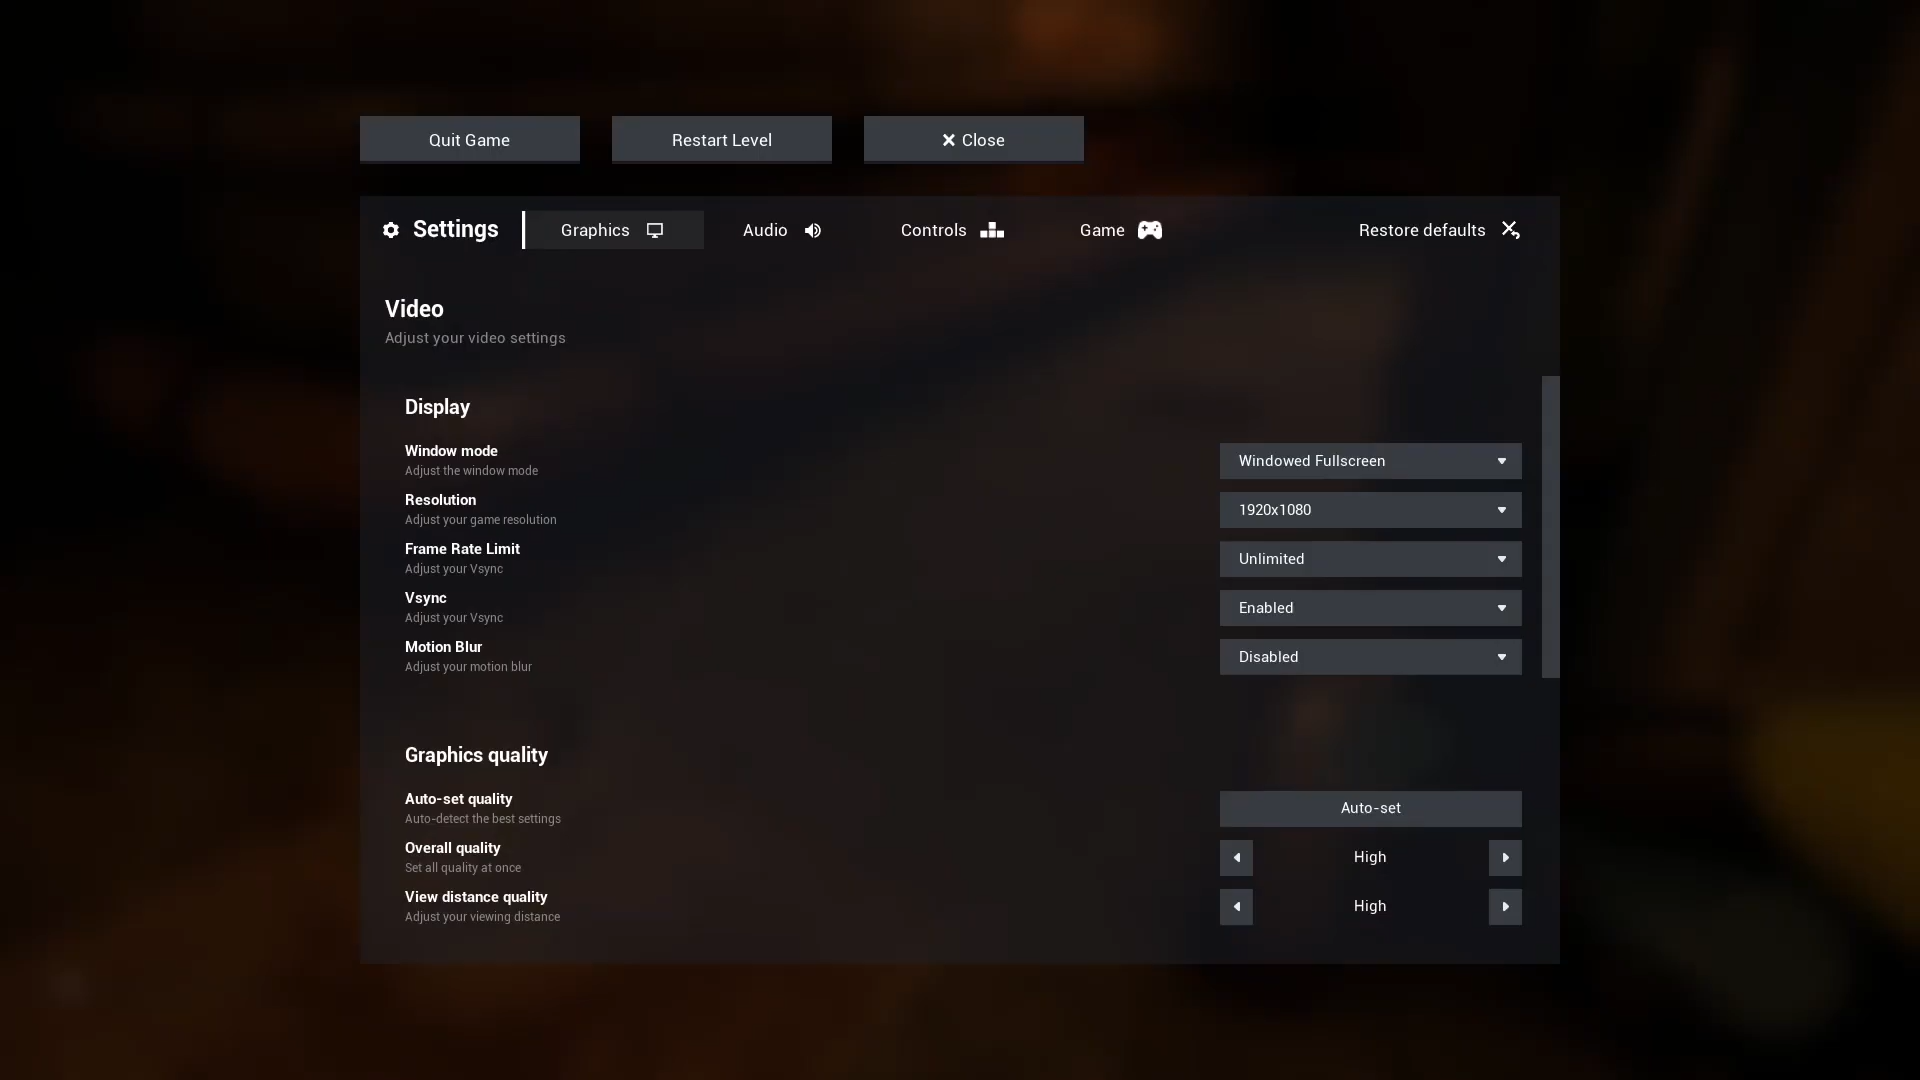 Quit Game
Restart Level
Close
Settings
Graphics
Audio
Controls
Game
Restore defaults
Video
Adjust your video settings
Display
Window mode
Adjust the window mode
Windowed Fullscreen
Resolution
Adjust your game resolution
1920x1080
Frame Rate Limit
Adjust your Vsync
Unlimited
Vsync
Adjust your Vsync
Enabled
Motion Blur
Adjust your motion blur
Disabled
Graphics quality
Auto-set quality
Auto-detect the best settings
Auto-set
Overall quality
Set all quality at once
High
View distance quality
Adjust your viewing distance
High